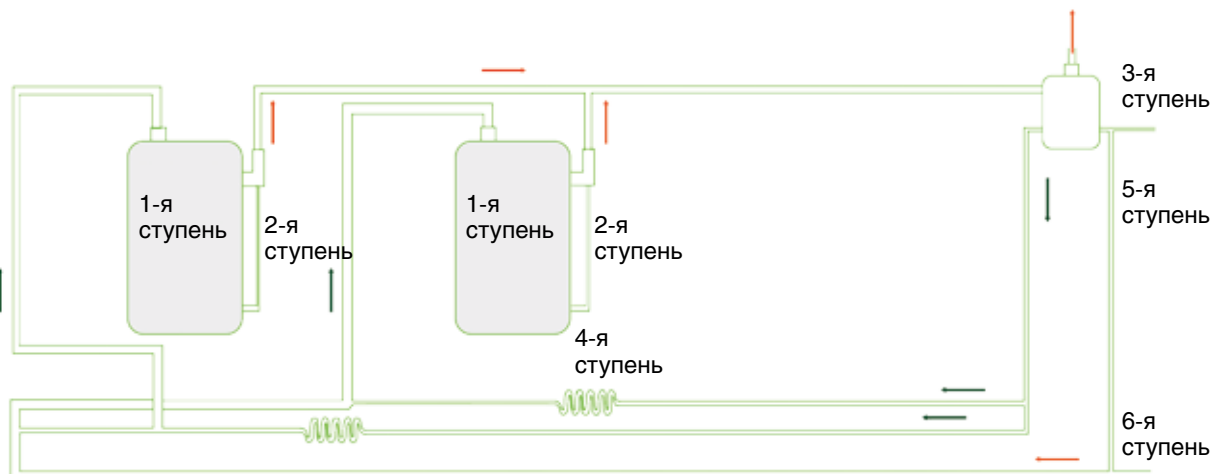 3-я
ступень
1-я
ступень
2-я
ступень
1-я
ступень
2-я
ступень
5-я
ступень
4-я
ступень
6-я
ступень